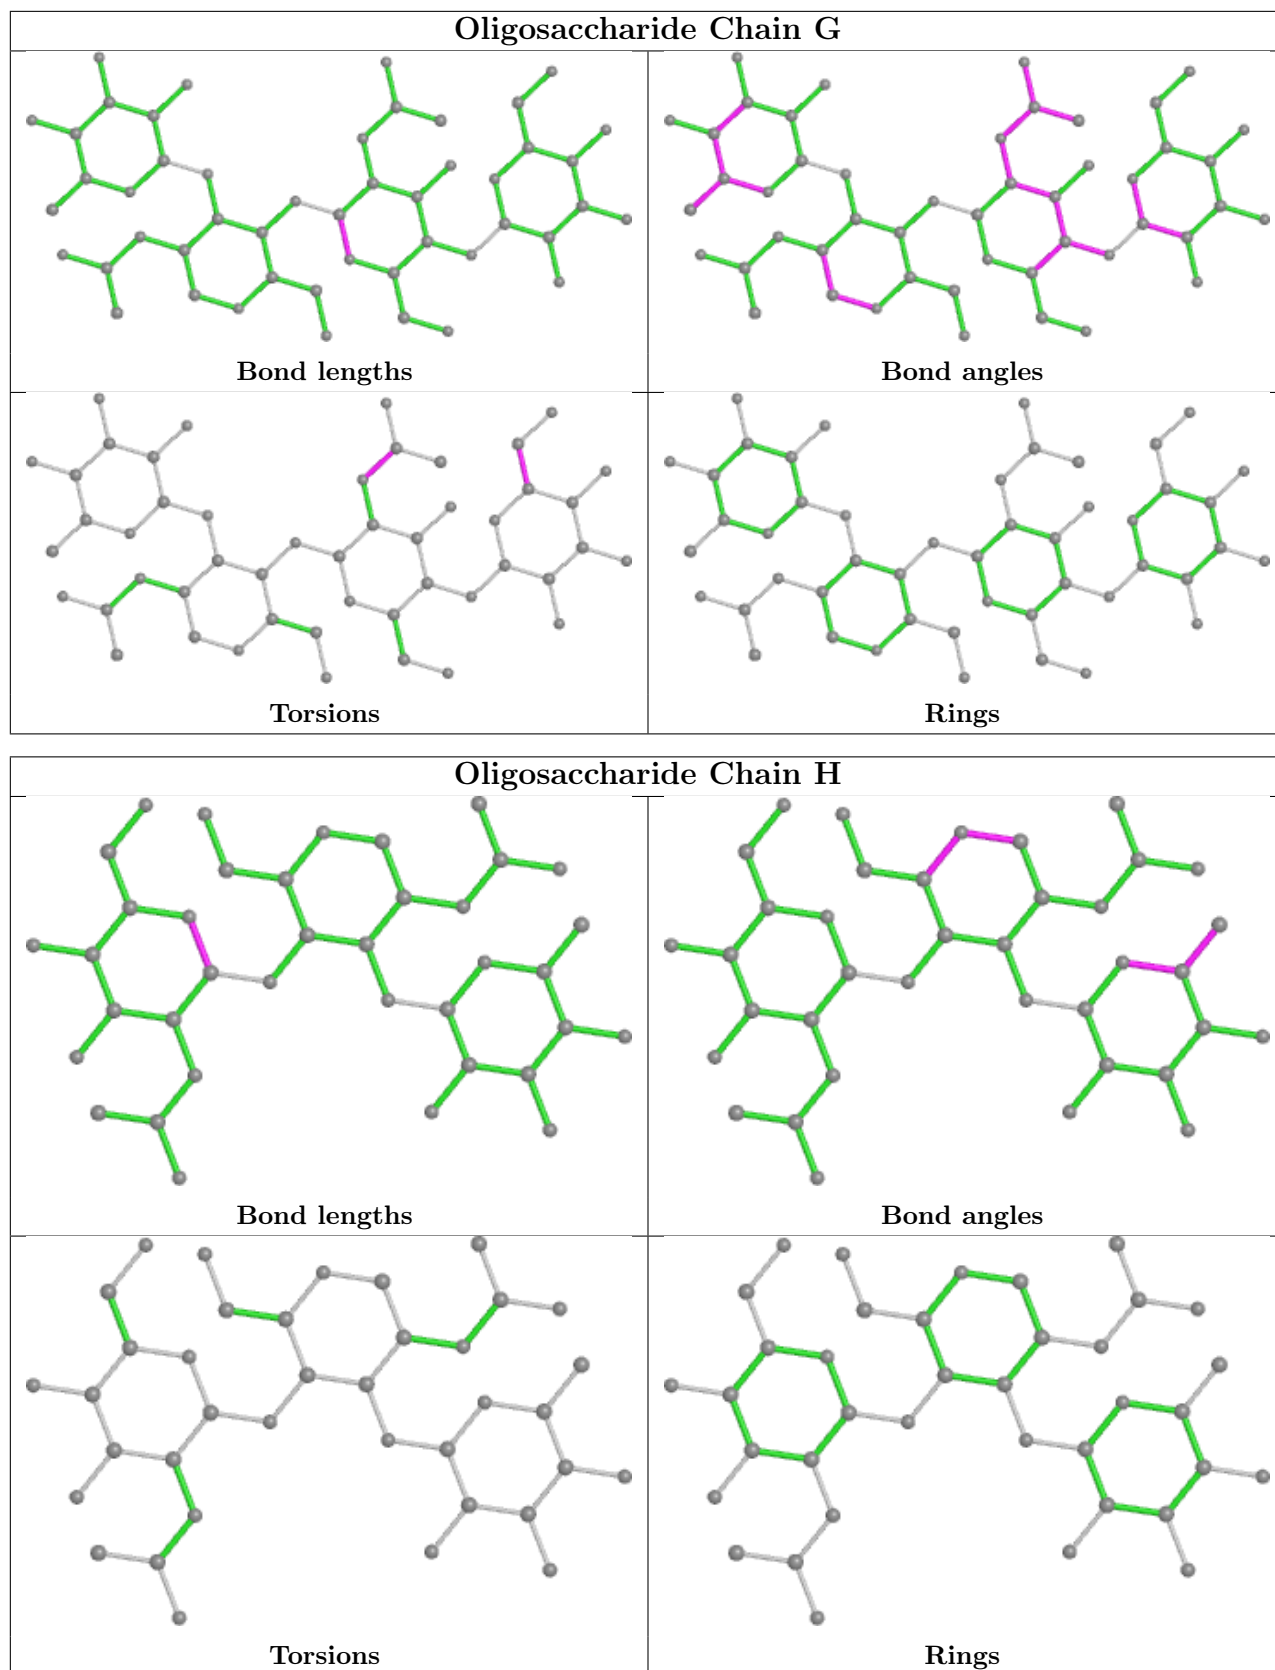 Oligosaccharide Chain G
Bond lengths
Bond angles
Torsions
Rings
Oligosaccharide Chain H
Bond lengths
Bond angles
Torsions
Rings